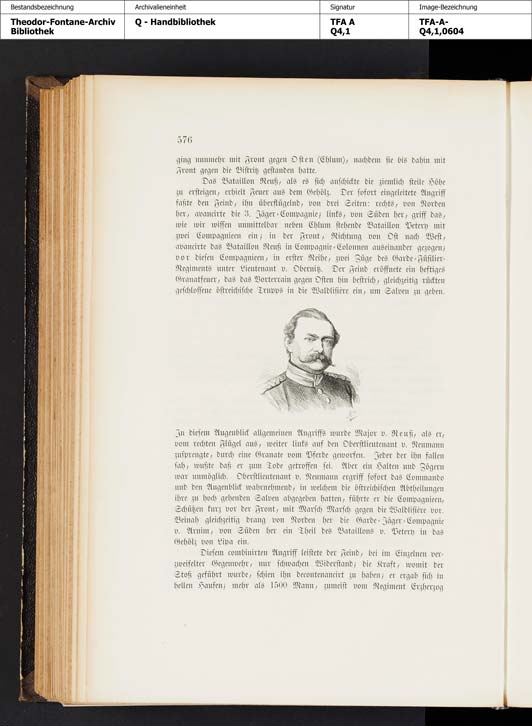 Bestandsbezeichnung
Archivalieneinheit
Signatur
Image-Bezeichnung
Theodor-Fontane-Archiv
Bibliothek
Q - Handbibliothek
TFA A
Q4,1
TFA-A-
Q4,1,0604
576
ging nunmehr mit Front gegen Osten (Chlum), nachdem sie bis dahin mit
Front gegen die Bistritz gestanden hatte.
Das Bataillon Reuß, als es sich anschickte die ziemlich steile Höhe
zu ersteigen, erhielt Feuer aus dem Gehölz. Der sofort eingeleitete Angriff
faßte den Feind, ihn überflügelnd, von drei Seiten: rechts, von Norden
her, avancirte die 3. Jäger-Compagnie; links, von Süden her, griff das,
wie wir wissen unmittelbar neben Chlum stehende Bataillon Petery mit
zwei Compagnieen ein; in der Front, Richtung von Ost nach West,
avancirte das Bataillon Reuß in Compagnie-Colonnen auseinander gezogen;
vor diesen Compagnieen, in erster Reihe, zwei Züge des Garde-Füsilier-
Regiments unter Lieutenant v. Obernitz. Der Feind eröffnete ein heftiges
Granatfeuer, das das Vorterrain gegen Osten hin bestrich, gleichzeitig rückten
geschlossene östreichische Trupps in die Waldlisière ein, um Salven zu geben.
In diesem Augenblick allgemeinen Angriffs wurde Major v. Reuß, als er,
vom rechten Flügel aus, weiter links auf den Oberstlieutenant v. Neumann
zusprengte, durch eine Granate vom Pferde geworfen. Jeder der ihn fallen
sah, wußte daß er zum Tode getroffen sei. Aber ein Halten und Zögern
war unmöglich. Oberstlieutenant v. Neumann ergriff sofort das Commando
und den Augenblick wahrnehmend, in welchem die östreichischen Abtheilungen
ihre zu hoch gehenden Salven abgegeben hatten, führte er die Compagnieen,
Schützen kurz vor der Front, mit Marsch Marsch gegen die Waldlisière vor.
Beinah gleichzeitig drang von Norden her die Garde-Jäger-Compagnie
v. Arnim, von Süden her ein Theil des Bataillons v. Petery in das
Gehölz von Lipa ein.
Diesem combinirten Angriff leistete der Feind, bei im Einzelnen ver-
zweifelter Gegenwehr, nur schwachen Widerstand; die Kraft, womit der
Stoß geführt wurde, schien ihn decontenancirt zu haben; er ergab sich in
hellen Haufen; mehr als 1500 Mann, zumeist vom Regiment Erzherzog